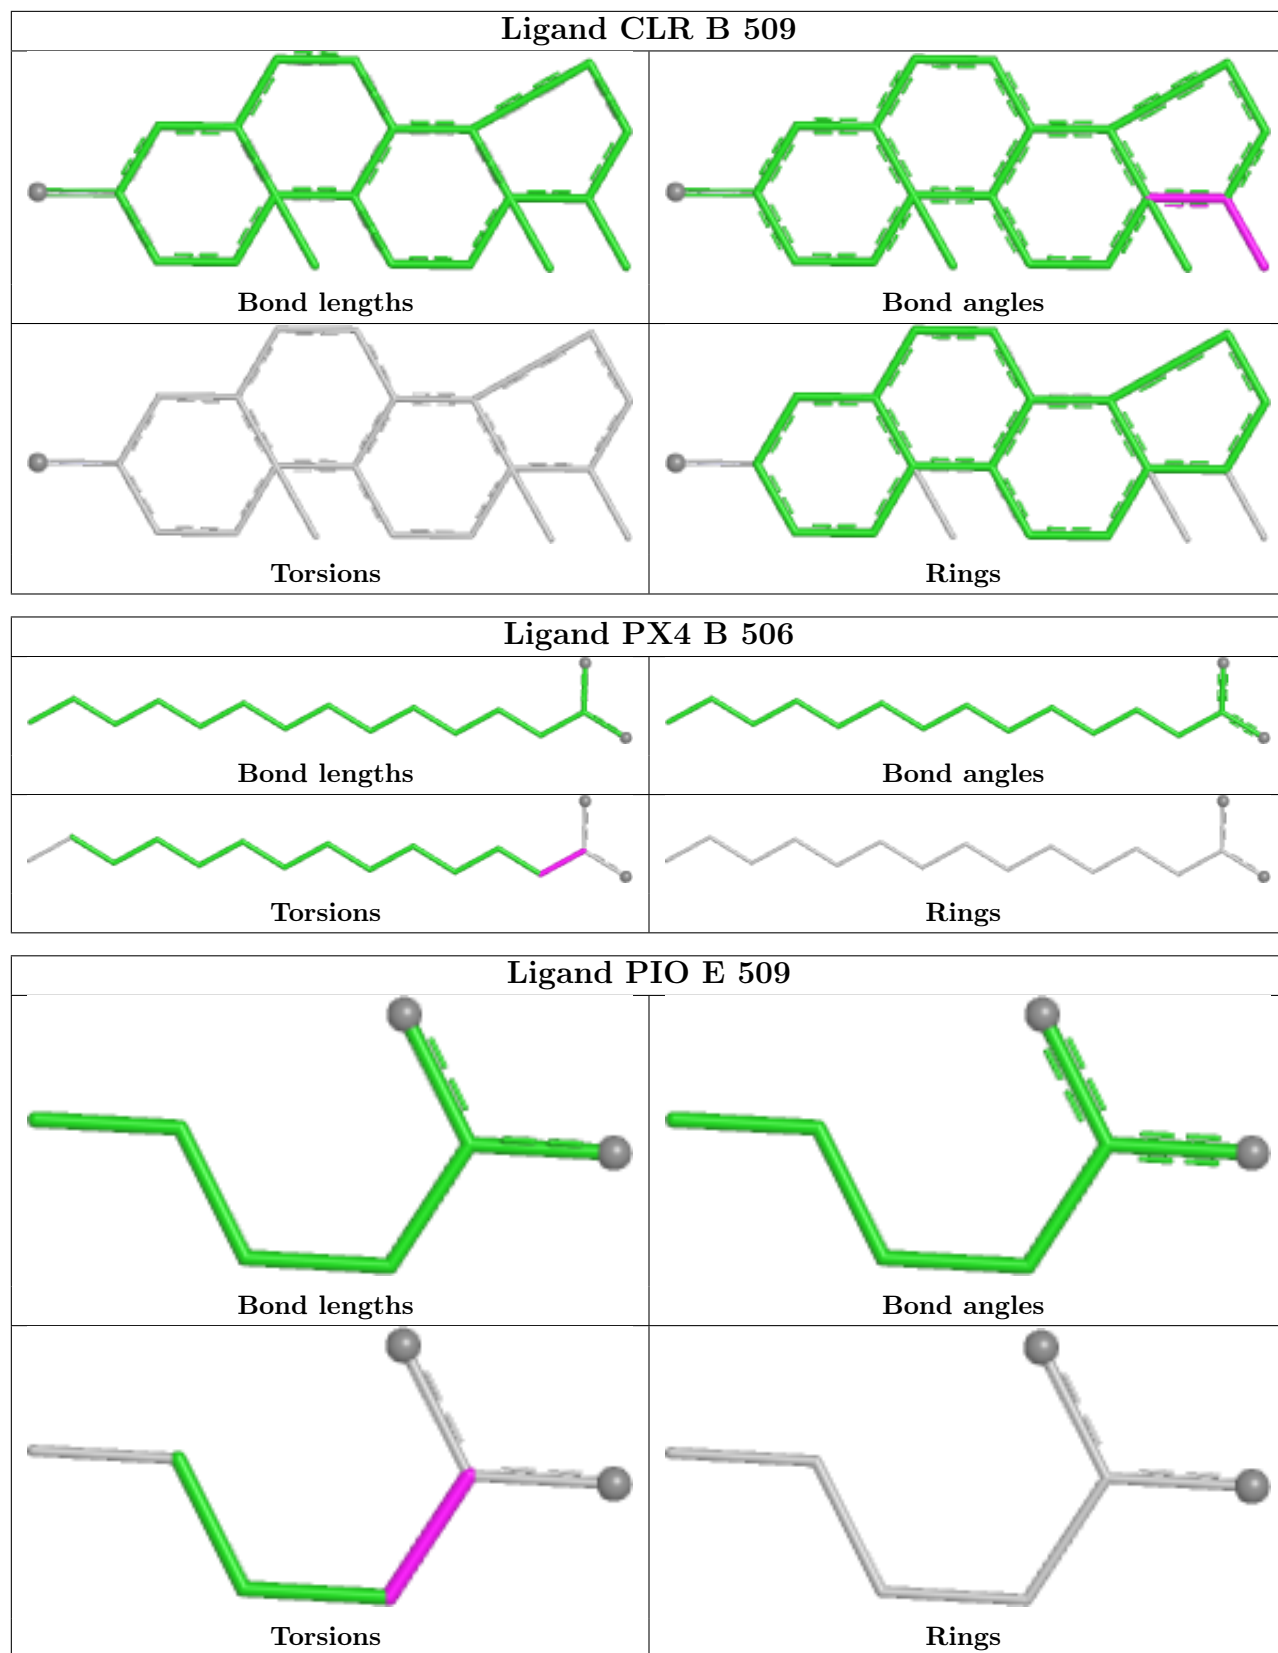 Ligand CLR B 509
Bond lengths
Bond angles
Torsions
Rings
Ligand PX4 B 506
Bond lengths
Bond angles
Torsions
Rings
Ligand PIO E 509
Bond lengths
Bond angles
Torsions
Rings